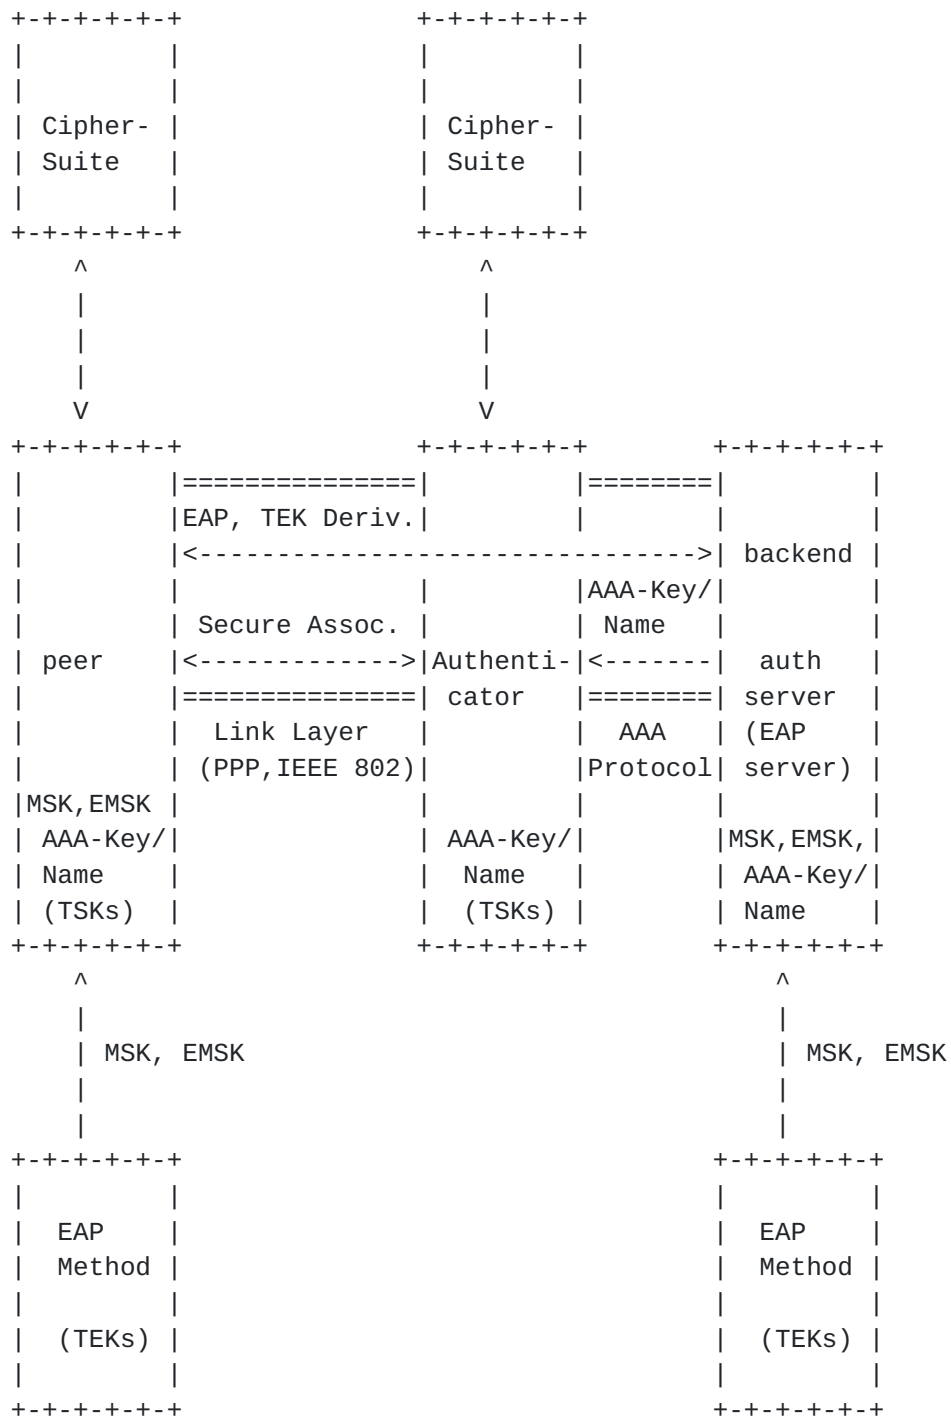 +-+-+-+-+-+               +-+-+-+-+-+
|         |               |         |
|         |               |         |
| Cipher- |               | Cipher- |
| Suite   |               | Suite   |
|         |               |         |
+-+-+-+-+-+               +-+-+-+-+-+
    ^                         ^
    |                         |
    |                         |
    |                         |
    V                         V
+-+-+-+-+-+               +-+-+-+-+-+        +-+-+-+-+-+
|         |===============|         |========|         |
|         |EAP, TEK Deriv.|         |        |         |
|         |<-------------------------------->| backend |
|         |               |         |AAA-Key/|         |
|         | Secure Assoc. |         | Name   |         |
| peer    |<------------->|Authenti-|<-------|  auth   |
|         |===============| cator   |========| server  |
|         |  Link Layer   |         |  AAA   | (EAP    |
|         | (PPP,IEEE 802)|         |Protocol| server) |
|MSK,EMSK |               |         |        |         |
| AAA-Key/|               | AAA-Key/|        |MSK,EMSK,|
| Name    |               |  Name   |        | AAA-Key/|
| (TSKs)  |               |  (TSKs) |        | Name    |
+-+-+-+-+-+               +-+-+-+-+-+        +-+-+-+-+-+
    ^                                            ^
    |                                            |
    | MSK, EMSK                                  | MSK, EMSK
    |                                            |
    |                                            |
+-+-+-+-+-+                                  +-+-+-+-+-+
|         |                                  |         |
|  EAP    |                                  |  EAP    |
|  Method |                                  |  Method |
|         |                                  |         |
|  (TEKs) |                                  |  (TEKs) |
|         |                                  |         |
+-+-+-+-+-+                                  +-+-+-+-+-+